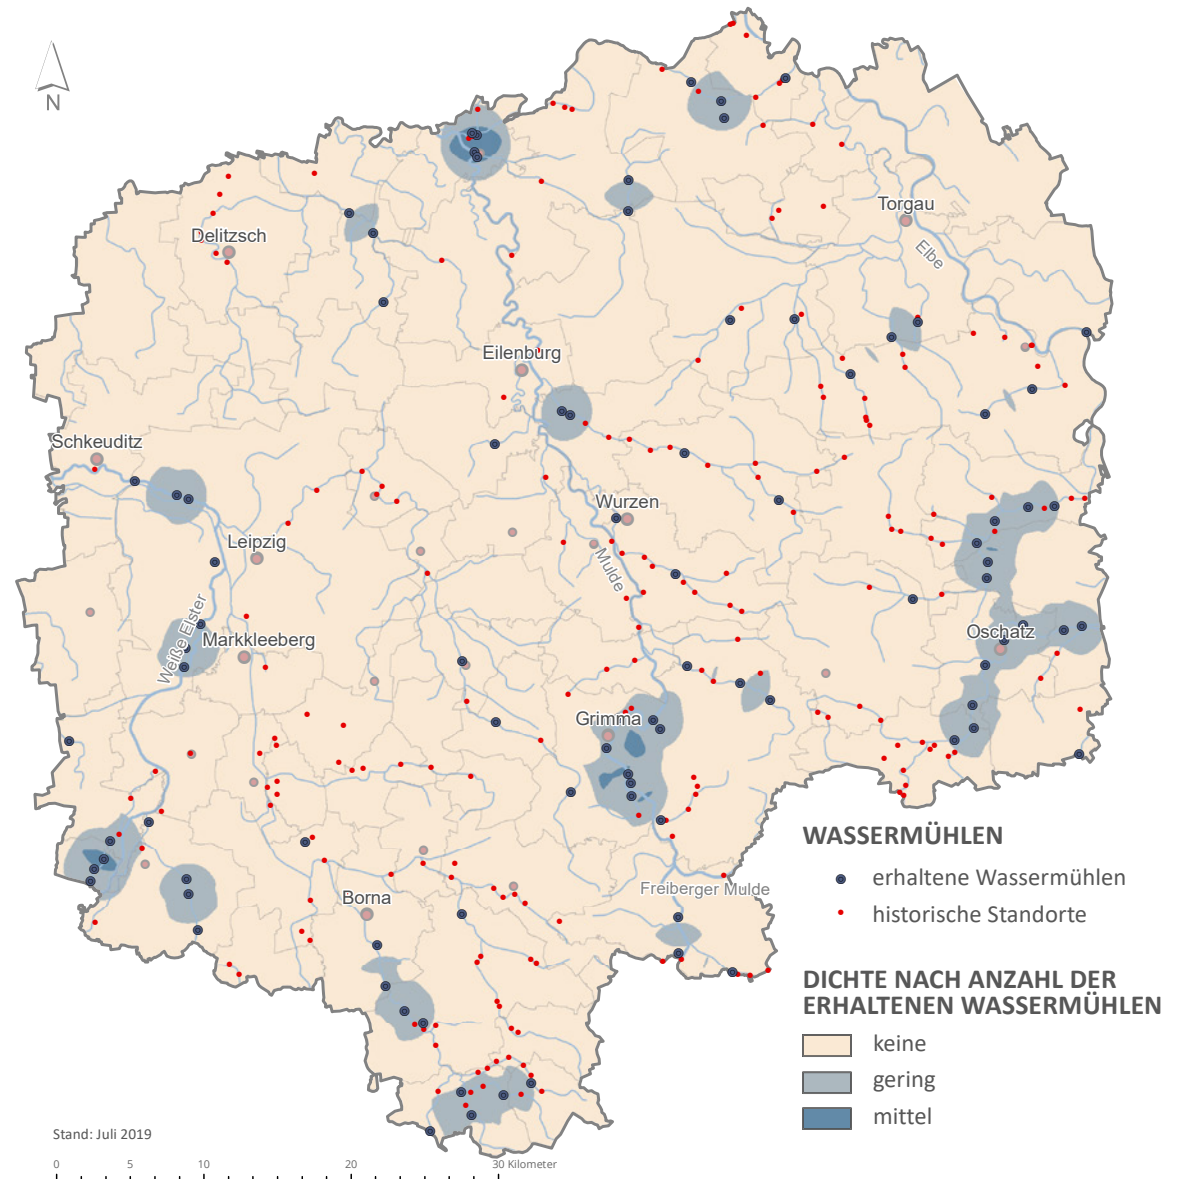 N
Torgau
Delitzsch
Elbe
Eilenburg
Schkeuditz
Wurzen
Leipzig
Mulde
Weiße Elster
Markkleeberg
Oschatz
Grimma
Freiberger Mulde
Borna
WASSERMÜHLEN
erhaltene Wassermühlen
historische Standorte
DICHTE NACH ANZAHL DER
ERHALTENEN WASSERMÜHLEN
keine
gering
mittel
Stand: Juli 2019
0 5 10 20 30 Kilometer